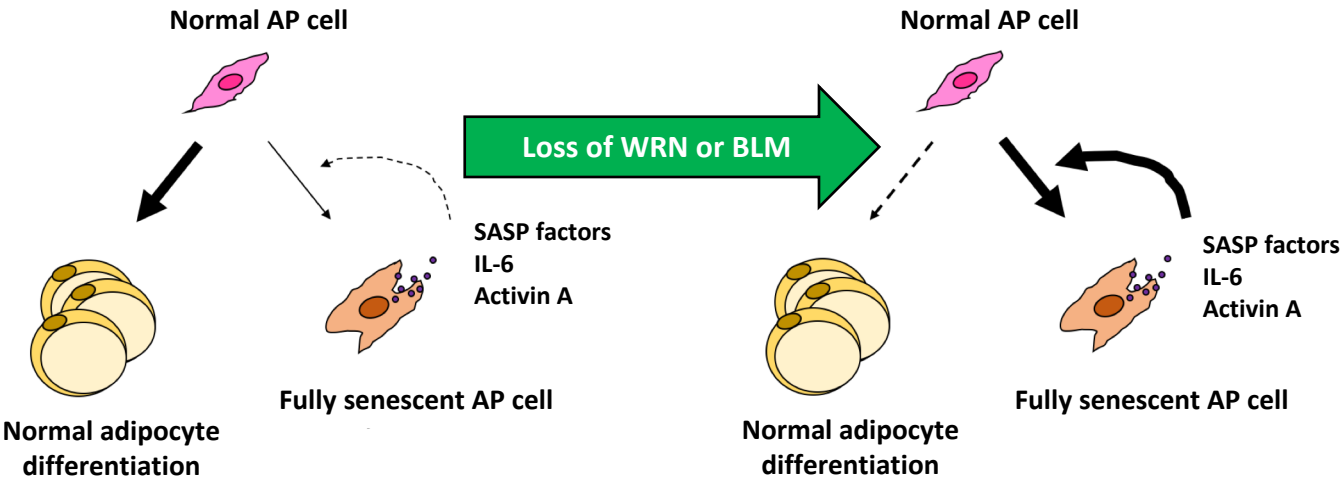 Normal AP cell
Normal AP cell
Loss of WRN or BLM
SASP factors
IL-6
Activin A
SASP factors
IL-6
Activin A
Fully senescent AP cell
Fully senescent AP cell
Normal adipocyte
differentiation
Normal adipocyte
differentiation